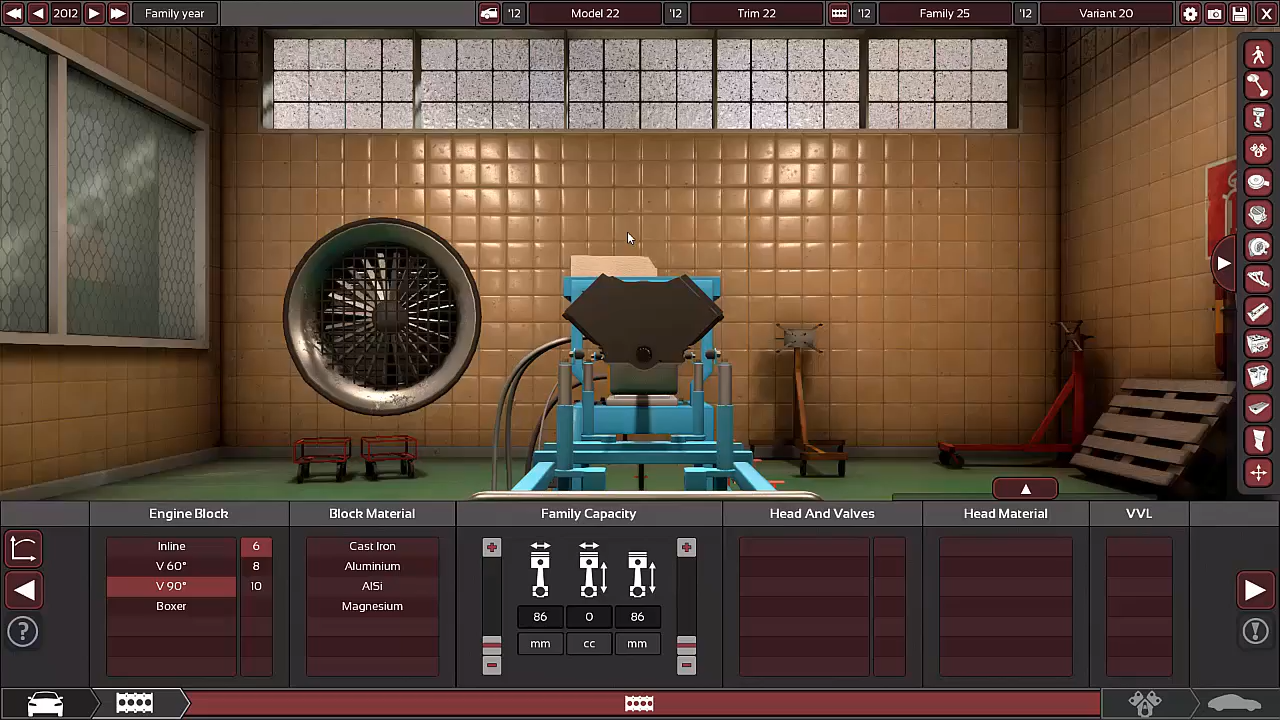 2012 Family year '12 Model 22 '12 Trim 22 '12 Family 25 '12 Variant 20
Engine Block Block Material Family Capacity Head And Valves Head Material VVL
Inline 6 Cast Iron
V 60° 8 Aluminium
V 90° 10 AlSi
Boxer Magnesium
86 0 86
mm cc mm